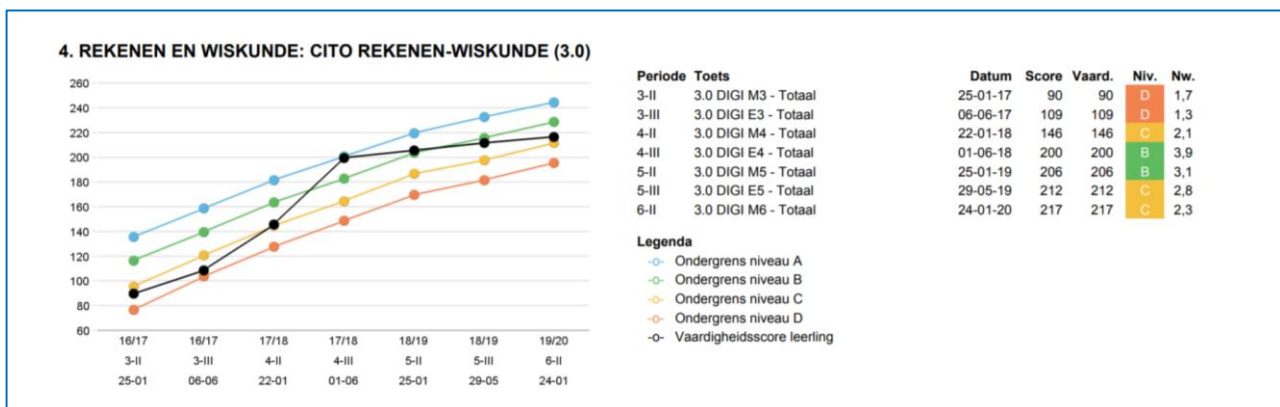 4. REKENEN EN WISKUNDE: CITO REKENEN-WISKUNDE (3.0)
260
240
220
200
180
160
140
120
100
80
60
16/17 16/17 17/18 17/18 18/19 18/19 19/20
3-II 3-III 4-II 4-III 5-II 5-III 6-II
25-01 06-06 22-01 01-06 25-01 29-05 24-01
Periode Toets Datum Score Vaard. Niv. Nw.
3-II 3.0 DIGI M3 - Totaal 25-01-17 90 90 D 1,7
3-III 3.0 DIGI E3 - Totaal 06-06-17 109 109 D 1,3
4-II 3.0 DIGI M4 - Totaal 22-01-18 146 146 C 2,1
4-III 3.0 DIGI E4 - Totaal 01-06-18 200 200 B 3,9
5-II 3.0 DIGI M5 - Totaal 25-01-19 206 206 B 3,1
5-III 3.0 DIGI E5 - Totaal 29-05-19 212 212 C 2,8
6-II 3.0 DIGI M6 - Totaal 24-01-20 217 217 C 2,3
Legenda
-o- Ondergrens niveau A
-o- Ondergrens niveau B
-o- Ondergrens niveau C
-o- Ondergrens niveau D
-o- Vaardigheidsscore leerling